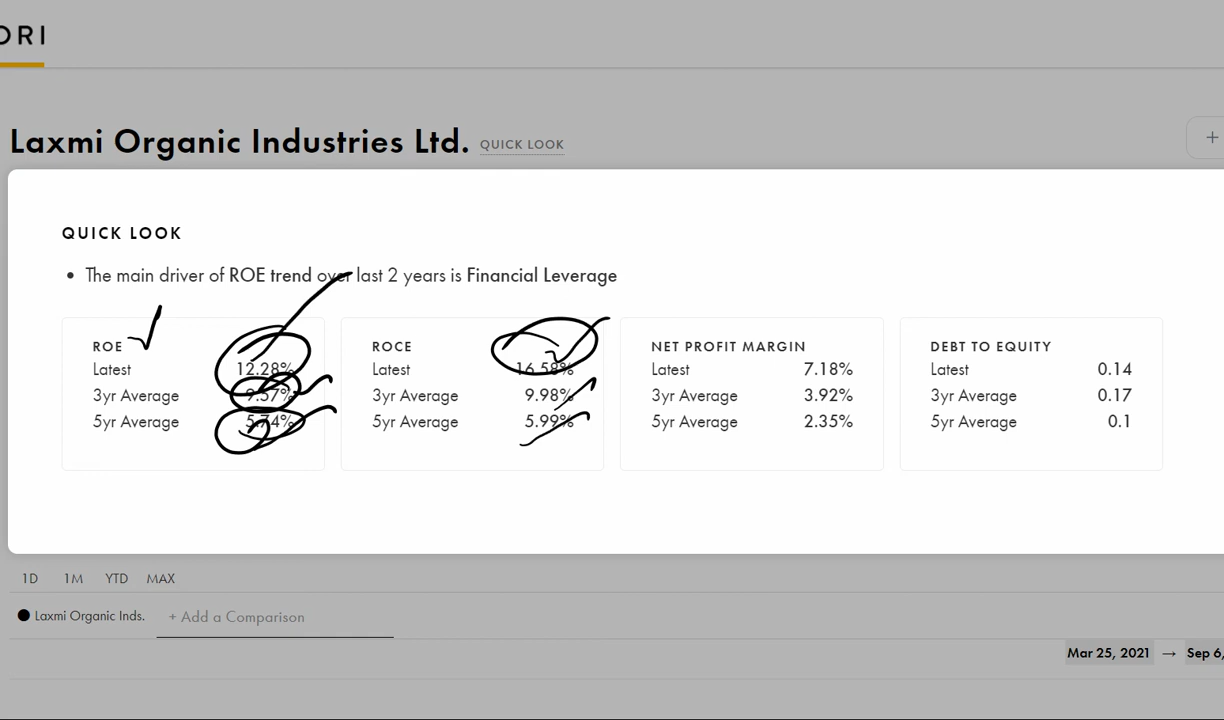 ORI
Laxmi Organic Industries Ltd. QUICK LOOK
+
QUICK LOOK
• The main driver of ROE trend over last 2 years is Financial Leverage
ROE
Latest 12.28%
3yr Average 9.57%
5yr Average 5.74%
ROCE
Latest 16.58%
3yr Average 9.98%
5yr Average 5.99%
NET PROFIT MARGIN
Latest 7.18%
3yr Average 3.92%
5yr Average 2.35%
DEBT TO EQUITY
Latest 0.14
3yr Average 0.17
5yr Average 0.1
1D 1M YTD MAX
Laxmi Organic Inds. + Add a Comparison
Mar 25, 2021 → Sep 6,